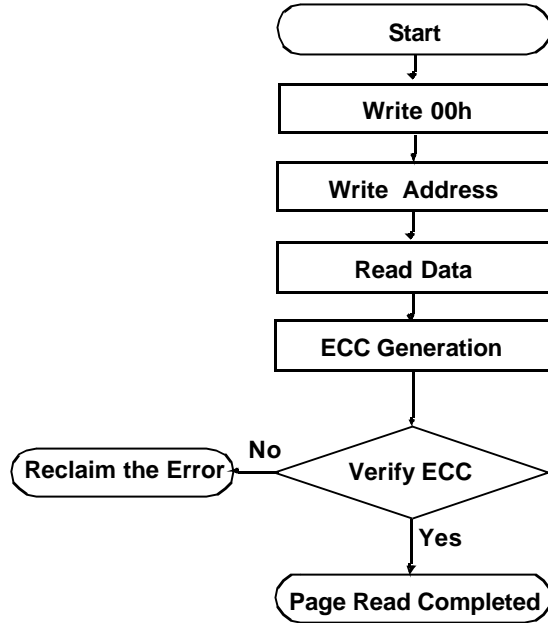 Start
Write 00h
Write Address
Read Data
ECC Generation
No
Reclaim the Error
Verify ECC
Yes
Page Read Completed